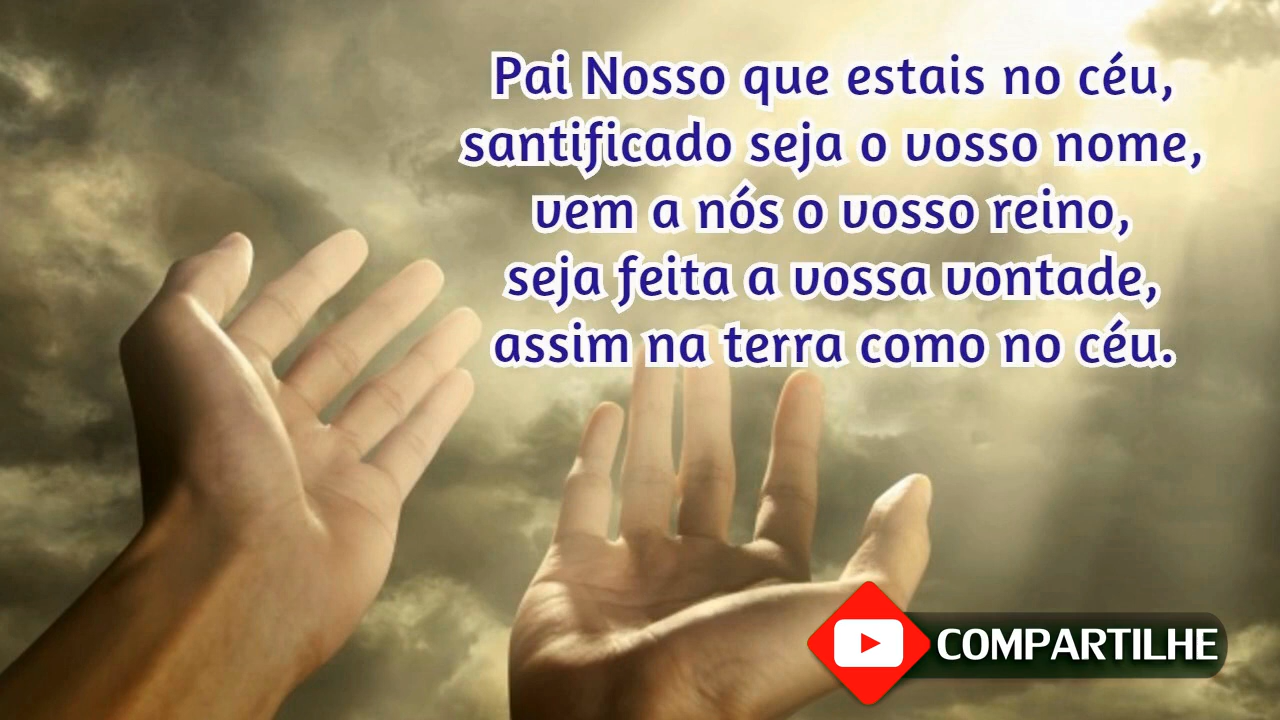 Pai Nosso que estais no céu,
santificado seja o vosso nome,
vem a nós o vosso reino,
seja feita a vossa vontade,
assim na terra como no céu.
COMPARTILHE